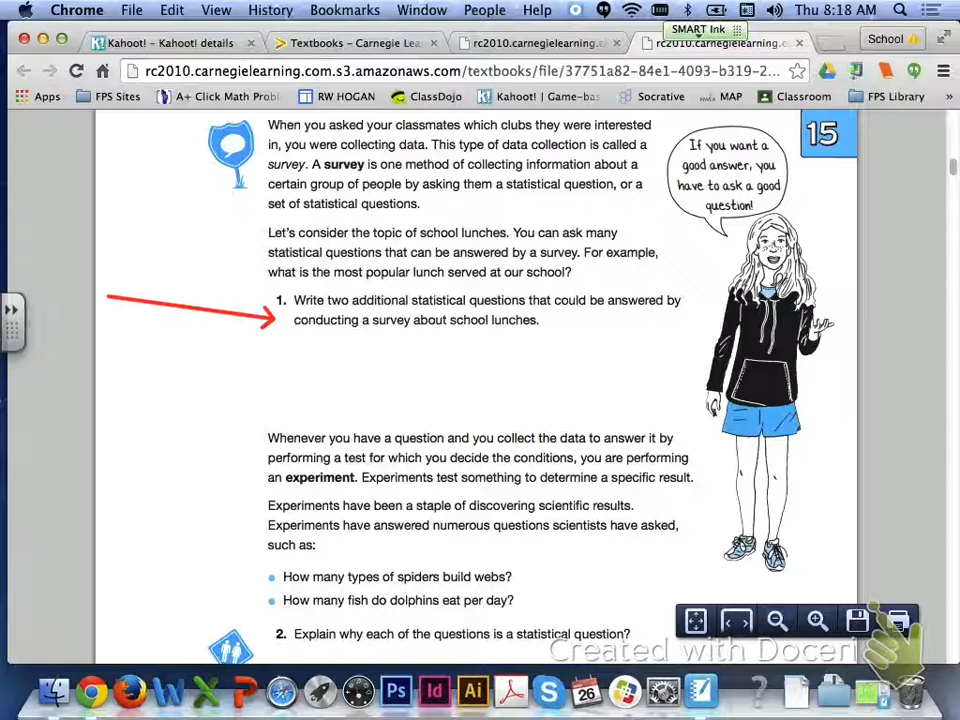 Chrome File Edit View History Bookmarks Window People Help Thu 8:18 AM
SMART Ink
K! Kahoot! - Kahoot! details
Textbooks - Carnegie Lea
rc2010.carnegielearning.c
rc2010.carnegielearning.c
School
rc2010.carnegielearning.com.s3.amazonaws.com/textbooks/file/37751a82-84e1-4093-b319-2...
Apps FPS Sites A+ Click Math Probl RW HOGAN ClassDojo K! Kahoot! | Game-bas Socrative NWEA MAP Classroom FPS Library »
When you asked your classmates which clubs they were interested
in, you were collecting data. This type of data collection is called a
survey. A survey is one method of collecting information about a
certain group of people by asking them a statistical question, or a
set of statistical questions.
15
If you want a
good answer, you
have to ask a good
question!
Let's consider the topic of school lunches. You can ask many
statistical questions that can be answered by a survey. For example,
what is the most popular lunch served at our school?
1. Write two additional statistical questions that could be answered by
conducting a survey about school lunches.
Whenever you have a question and you collect the data to answer it by
performing a test for which you decide the conditions, you are performing
an experiment. Experiments test something to determine a specific result.
Experiments have been a staple of discovering scientific results.
Experiments have answered numerous questions scientists have asked,
such as:
How many types of spiders build webs?
How many fish do dolphins eat per day?
2. Explain why each of the questions is a statistical question?
Created with Doceri
W X P Ps Id Ai S 26 ?